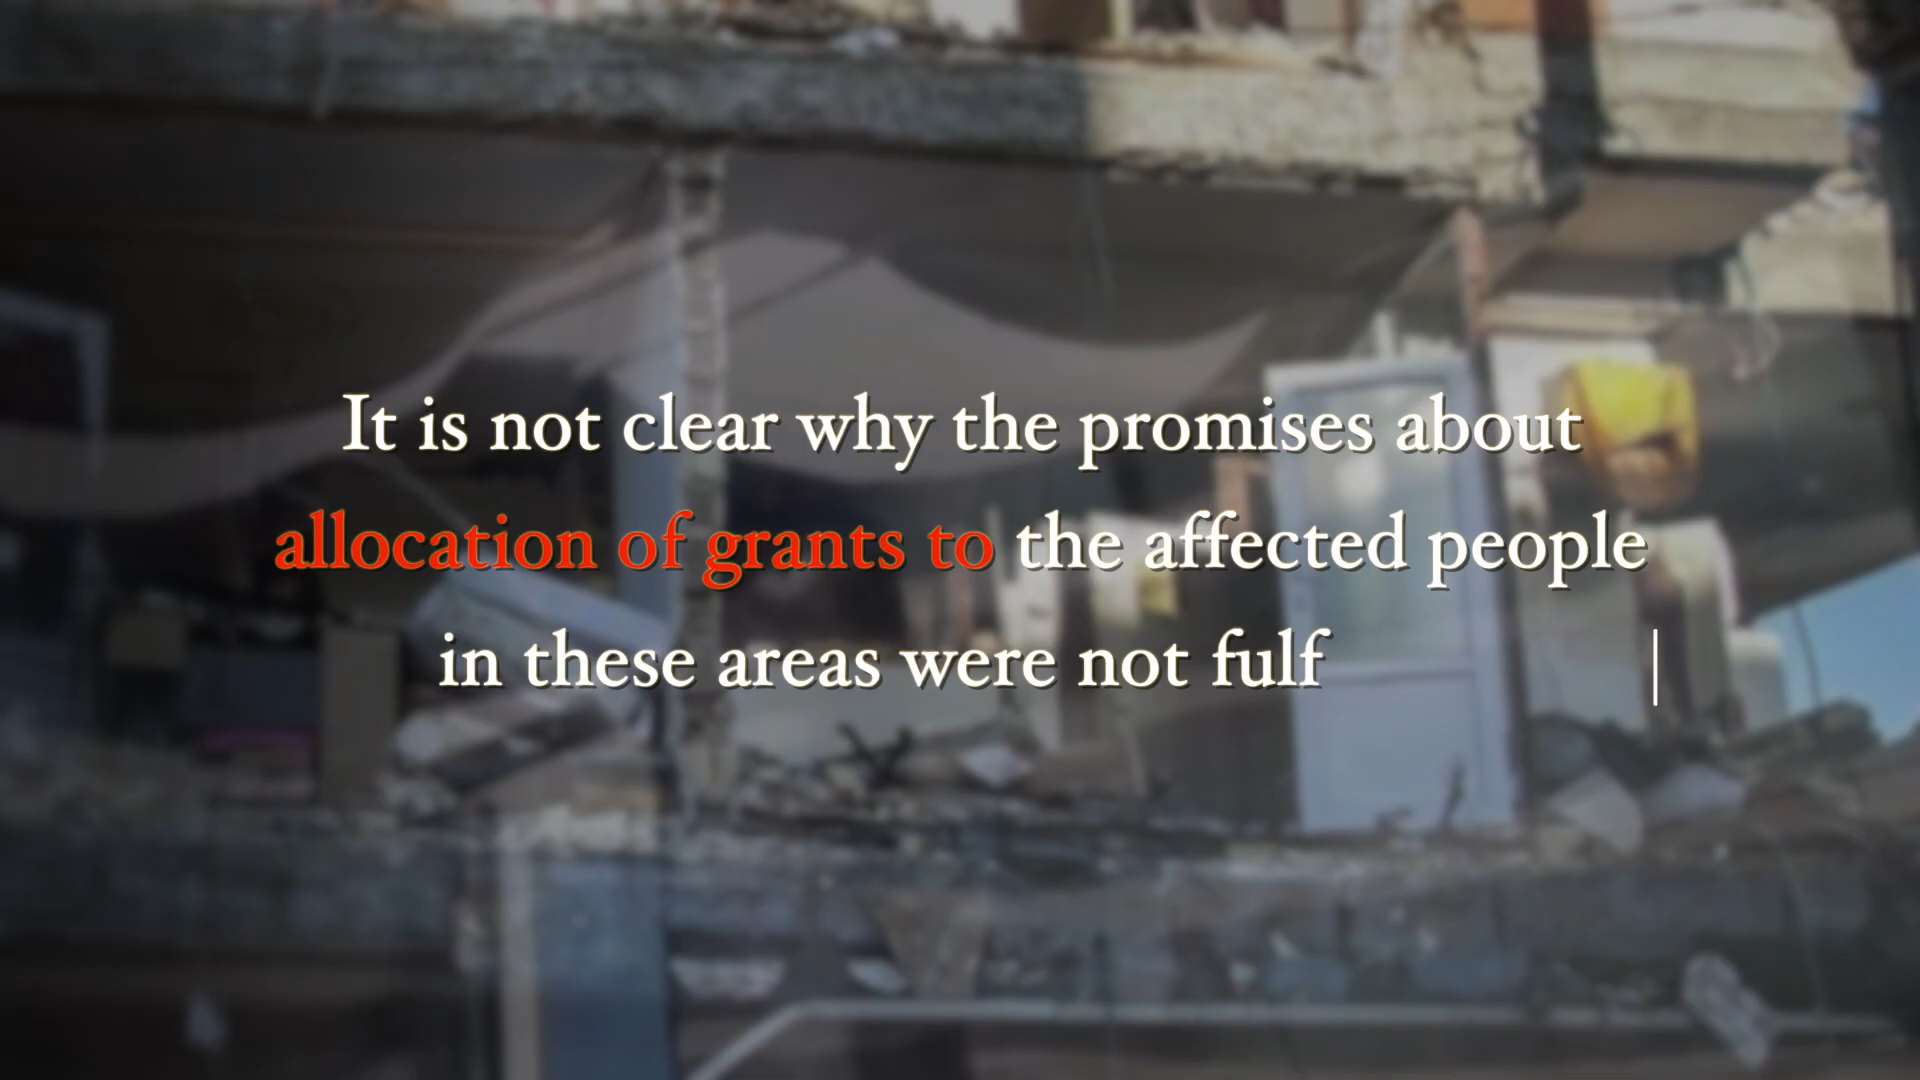 It is not clear why the promises about
allocation of grants to the affected people
in these areas were not fulf